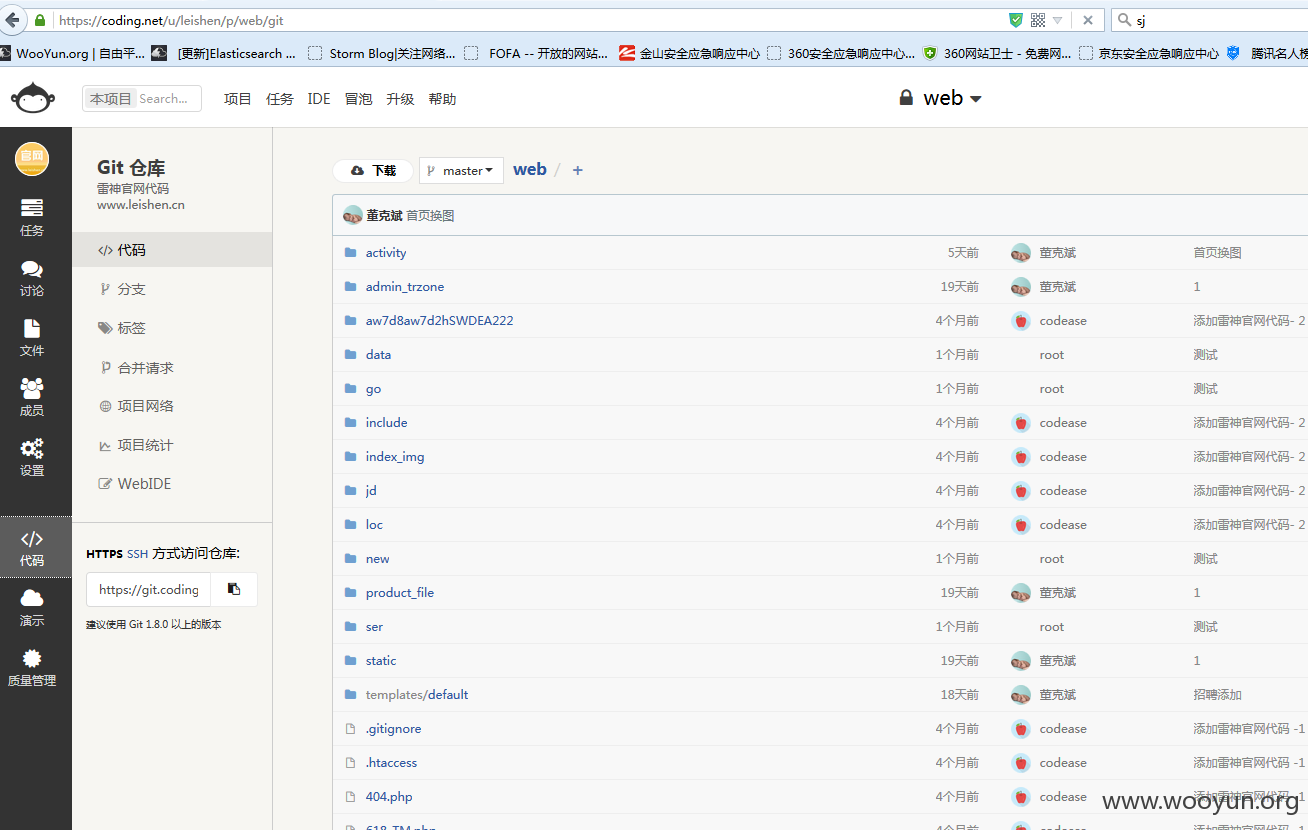 https://coding.net/u/leishen/p/web/git
sj
WooYun.org | 自由平... [更新]Elasticsearch ... Storm Blog|关注网络... FOFA -- 开放的网站... 金山安全应急响应中心 360安全应急响应中心... 360网站卫士 - 免费网... 京东安全应急响应中心 腾讯名人榜
本项目 Search... 项目 任务 IDE 冒泡 升级 帮助 web
官网
任务
讨论
文件
成员
设置
代码
演示
质量管理
Git 仓库
雷神官网代码
www.leishen.cn
代码
分支
标签
合并请求
项目网络
项目统计
WebIDE
HTTPS SSH 方式访问仓库:
https://git.coding
建议使用 Git 1.8.0 以上的版本
下载 master web / +
董克斌 首页换图
activity 5天前 董克斌 首页换图
admin_trzone 19天前 董克斌 1
aw7d8aw7d2hSWDEA222 4个月前 codease 添加雷神官网代码- 2
data 1个月前 root 测试
go 1个月前 root 测试
include 4个月前 codease 添加雷神官网代码- 2
index_img 4个月前 codease 添加雷神官网代码- 2
jd 4个月前 codease 添加雷神官网代码- 2
loc 4个月前 codease 添加雷神官网代码- 2
new 1个月前 root 测试
product_file 19天前 董克斌 1
ser 1个月前 root 测试
static 19天前 董克斌 1
templates/default 18天前 董克斌 招聘添加
.gitignore 4个月前 codease 添加雷神官网代码 -1
.htaccess 4个月前 codease 添加雷神官网代码 -1
404.php 4个月前 codease 添加雷神官网代码 -1
www.wooyun.org
618_TM.php 4个月前 codease